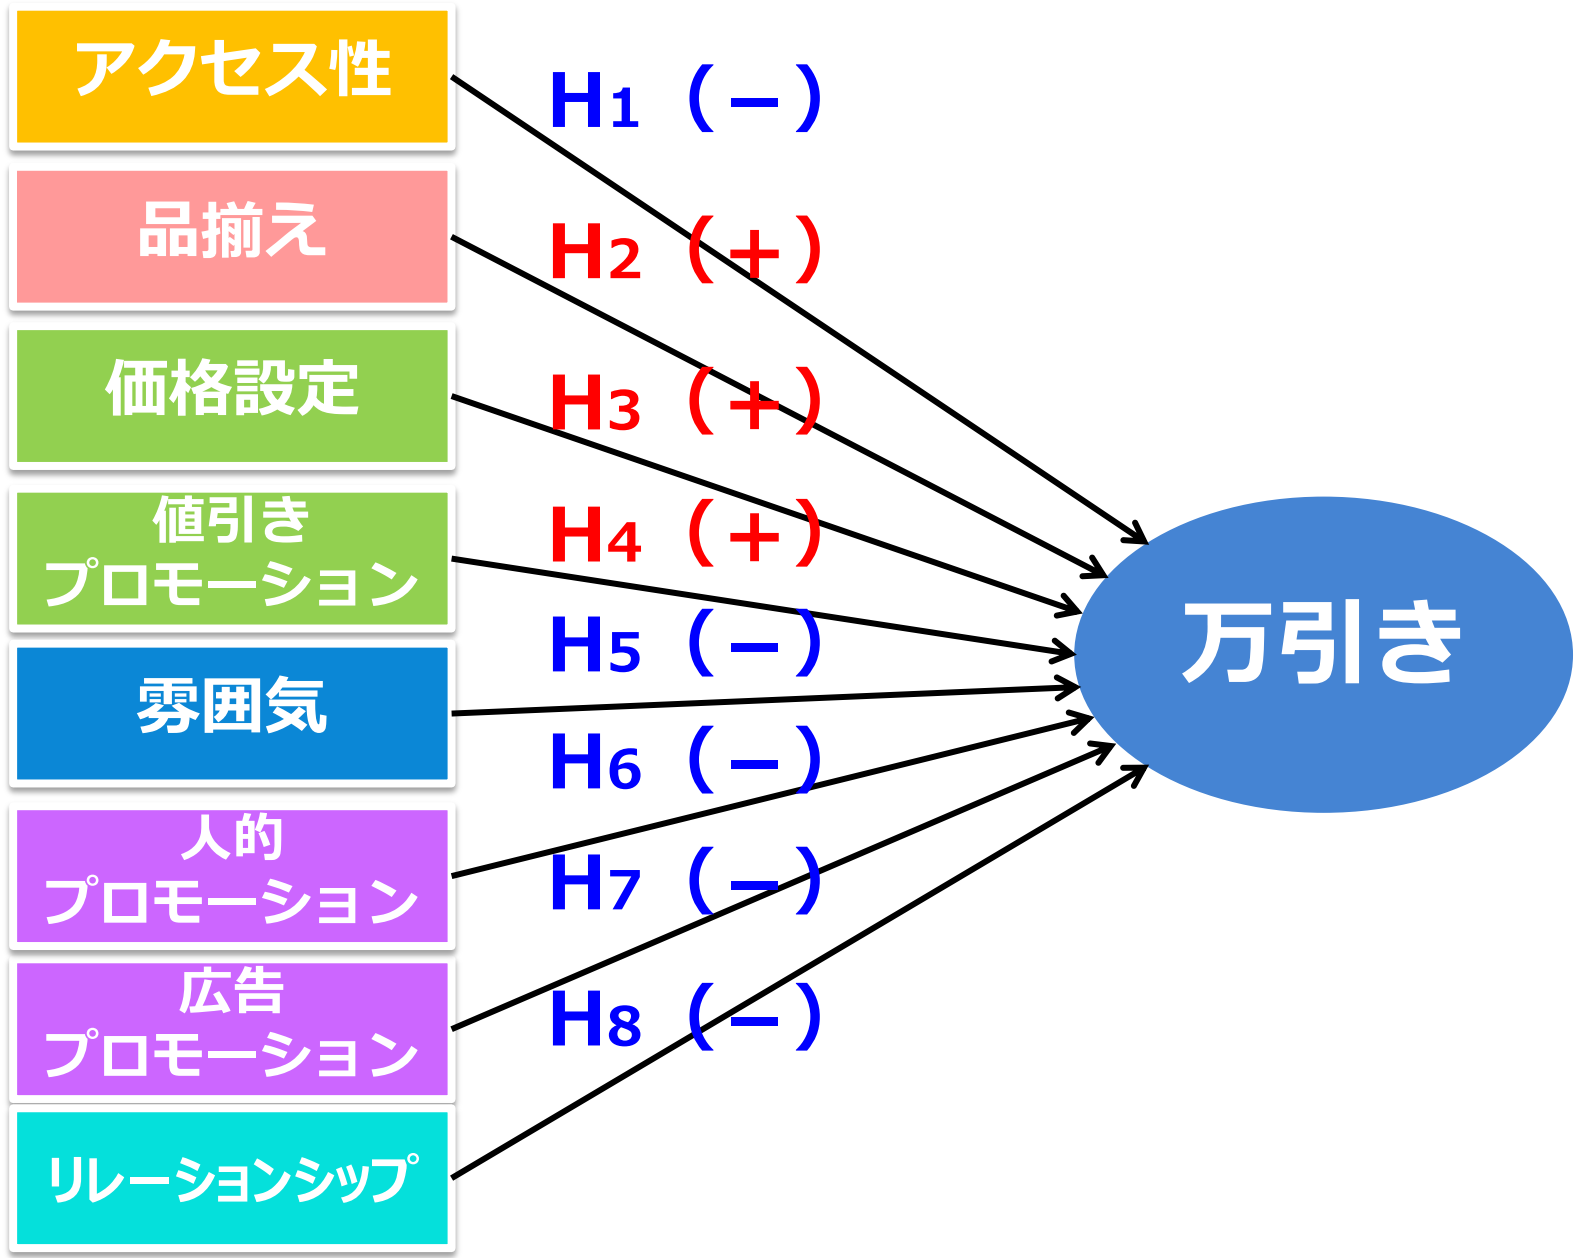 アクセス性
H1（−）
品揃え
H2（+）
価格設定
H3（+）
値引き
プロモーション
H4（+）
雰囲気
H5（−）
人的
プロモーション
H6（−）
広告
プロモーション
H7（−）
リレーションシップ
H8（−）
万引き